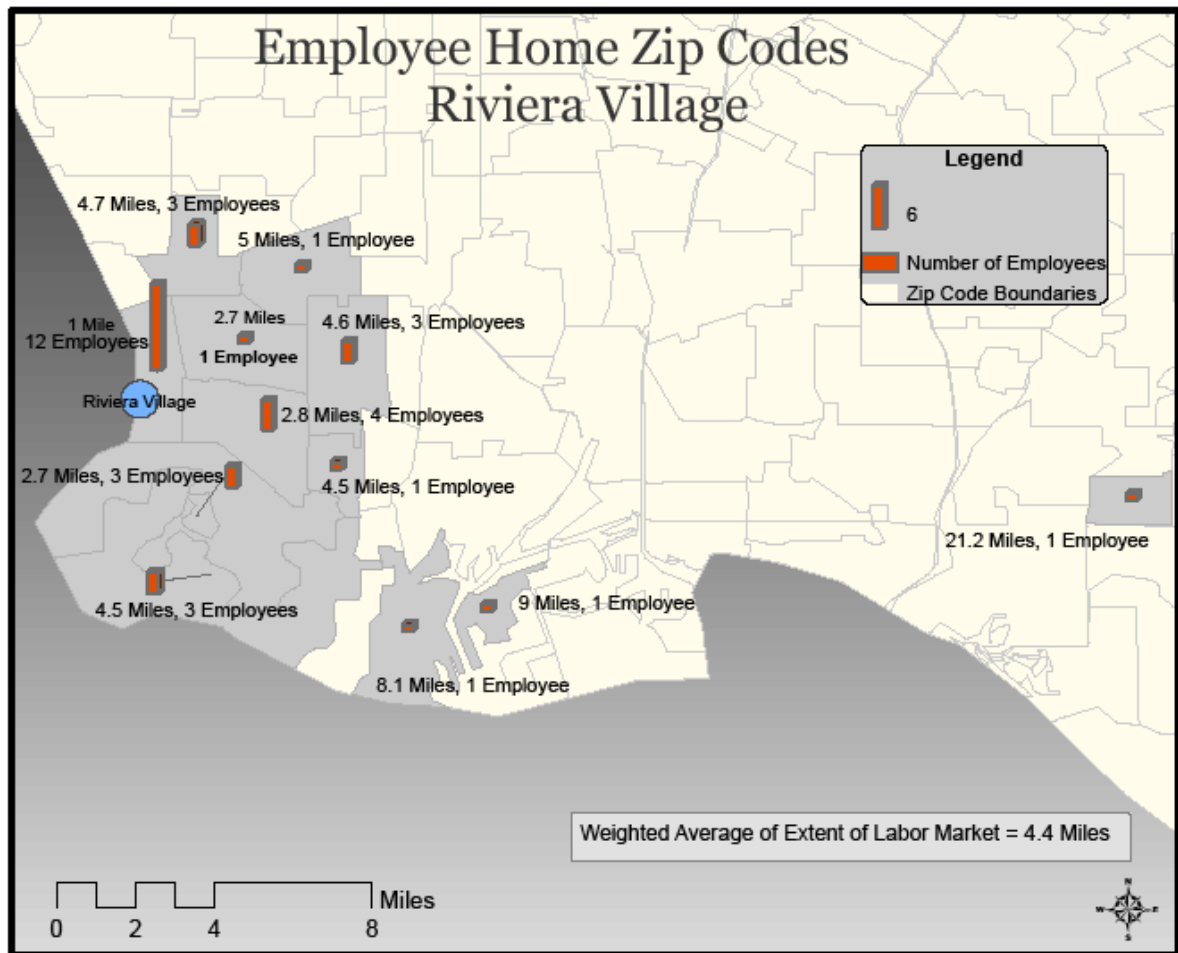 Employee Home Zip Codes
Riviera Village
Legend
6
Number of Employees
Zip Code Boundaries
4.7 Miles, 3 Employees
5 Miles, 1 Employee
1 Mile
12 Employees
2.7 Miles
1 Employee
4.6 Miles, 3 Employees
Riviera Village
2.8 Miles, 4 Employees
2.7 Miles, 3 Employees
4.5 Miles, 1 Employee
21.2 Miles, 1 Employee
4.5 Miles, 3 Employees
9 Miles, 1 Employee
8.1 Miles, 1 Employee
Weighted Average of Extent of Labor Market = 4.4 Miles
Miles
0 2 4 8
N
W E
S